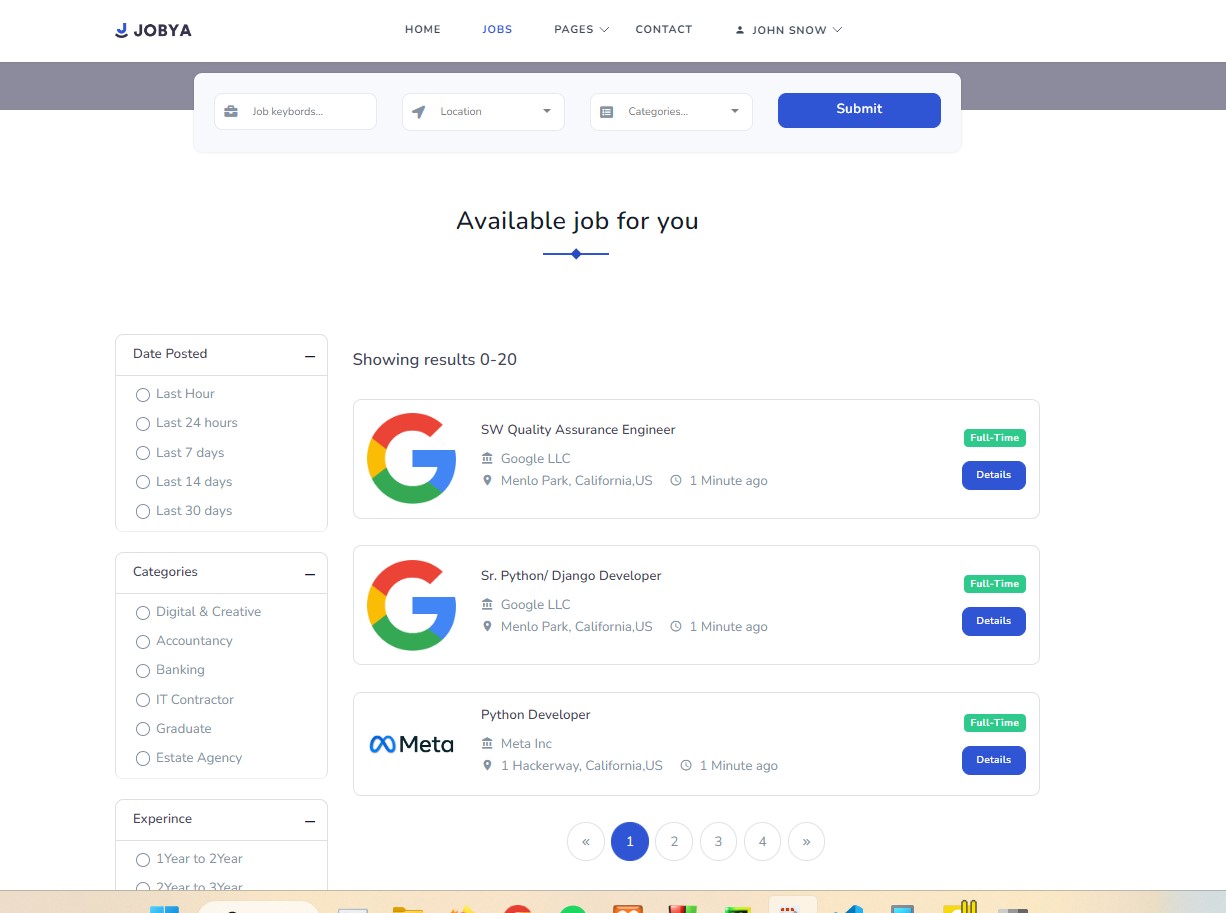 JOBYA
HOME JOBS PAGES CONTACT JOHN SNOW
Job keybords... Location Categories... Submit
Available job for you
Date Posted
Last Hour
Last 24 hours
Last 7 days
Last 14 days
Last 30 days
Categories
Digital & Creative
Accountancy
Banking
IT Contractor
Graduate
Estate Agency
Experince
1Year to 2Year
2Year to 3Year
Showing results 0-20
SW Quality Assurance Engineer
Google LLC
Menlo Park, California,US 1 Minute ago
Full-Time
Details
Sr. Python/ Django Developer
Google LLC
Menlo Park, California,US 1 Minute ago
Full-Time
Details
Python Developer
Meta
Meta Inc
1 Hackerway, California,US 1 Minute ago
Full-Time
Details
« 1 2 3 4 »